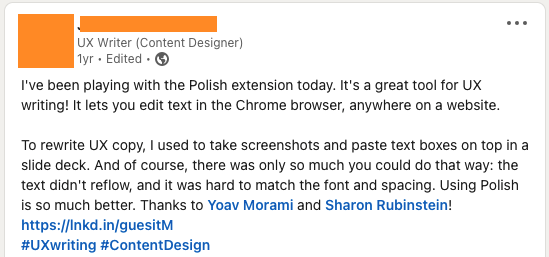 UX Writer (Content Designer)
1yr • Edited •
I've been playing with the Polish extension today. It's a great tool for UX
writing! It lets you edit text in the Chrome browser, anywhere on a website.
To rewrite UX copy, I used to take screenshots and paste text boxes on top in a
slide deck. And of course, there was only so much you could do that way: the
text didn't reflow, and it was hard to match the font and spacing. Using Polish
is so much better. Thanks to Yoav Morami and Sharon Rubinstein!
https://lnkd.in/guesitM
#UXwriting #ContentDesign